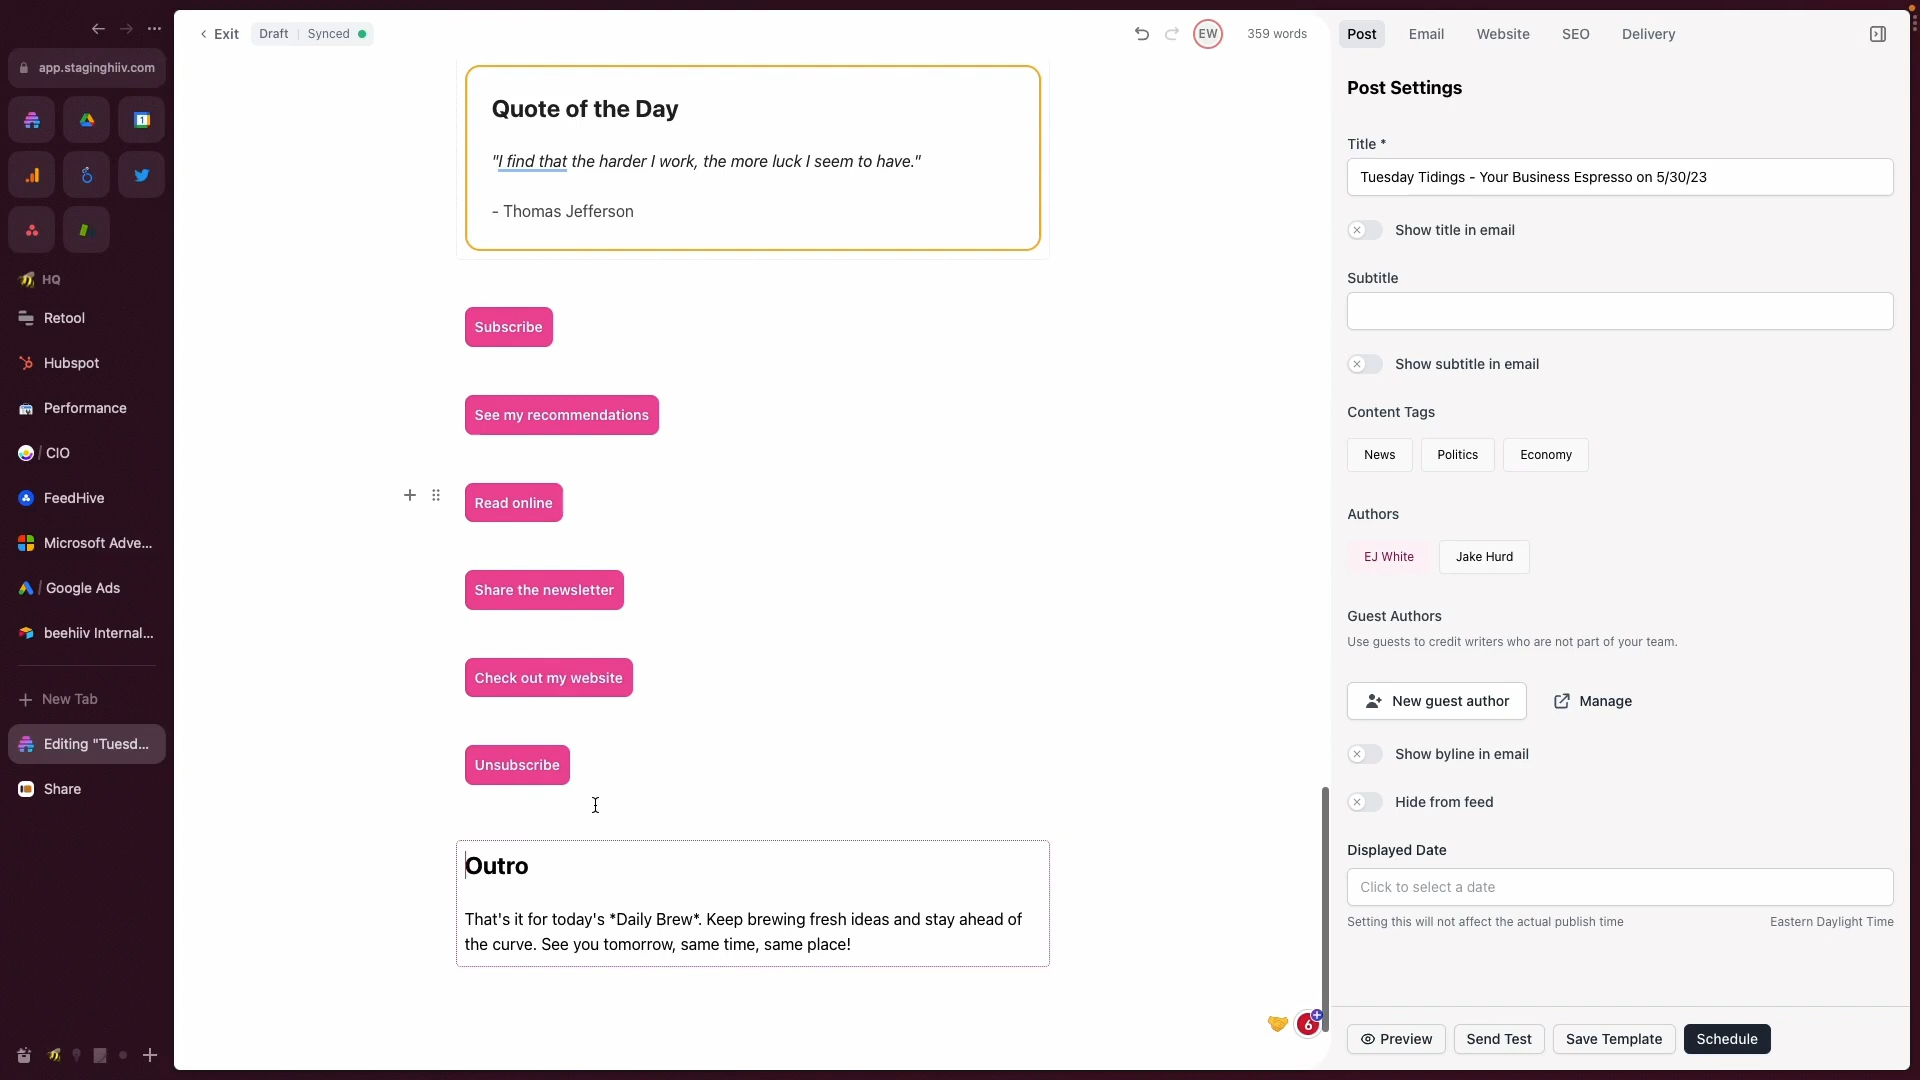 app.staginghiiv.com
HQ
Retool
Hubspot
Performance
/ CIO
FeedHive
Microsoft Adve...
/ Google Ads
beehiiv Internal...
New Tab
Editing "Tuesd...
Share
Exit
Draft
Synced
EW
359 words
Quote of the Day
"I find that the harder I work, the more luck I seem to have."
- Thomas Jefferson
Subscribe
See my recommendations
Read online
Share the newsletter
Check out my website
Unsubscribe
Outro
That's it for today's *Daily Brew*. Keep brewing fresh ideas and stay ahead of
the curve. See you tomorrow, same time, same place!
6
Post
Email
Website
SEO
Delivery
Post Settings
Title *
Tuesday Tidings - Your Business Espresso on 5/30/23
Show title in email
Subtitle
Show subtitle in email
Content Tags
News
Politics
Economy
Authors
EJ White
Jake Hurd
Guest Authors
Use guests to credit writers who are not part of your team.
New guest author
Manage
Show byline in email
Hide from feed
Displayed Date
Click to select a date
Setting this will not affect the actual publish time
Eastern Daylight Time
Preview
Send Test
Save Template
Schedule